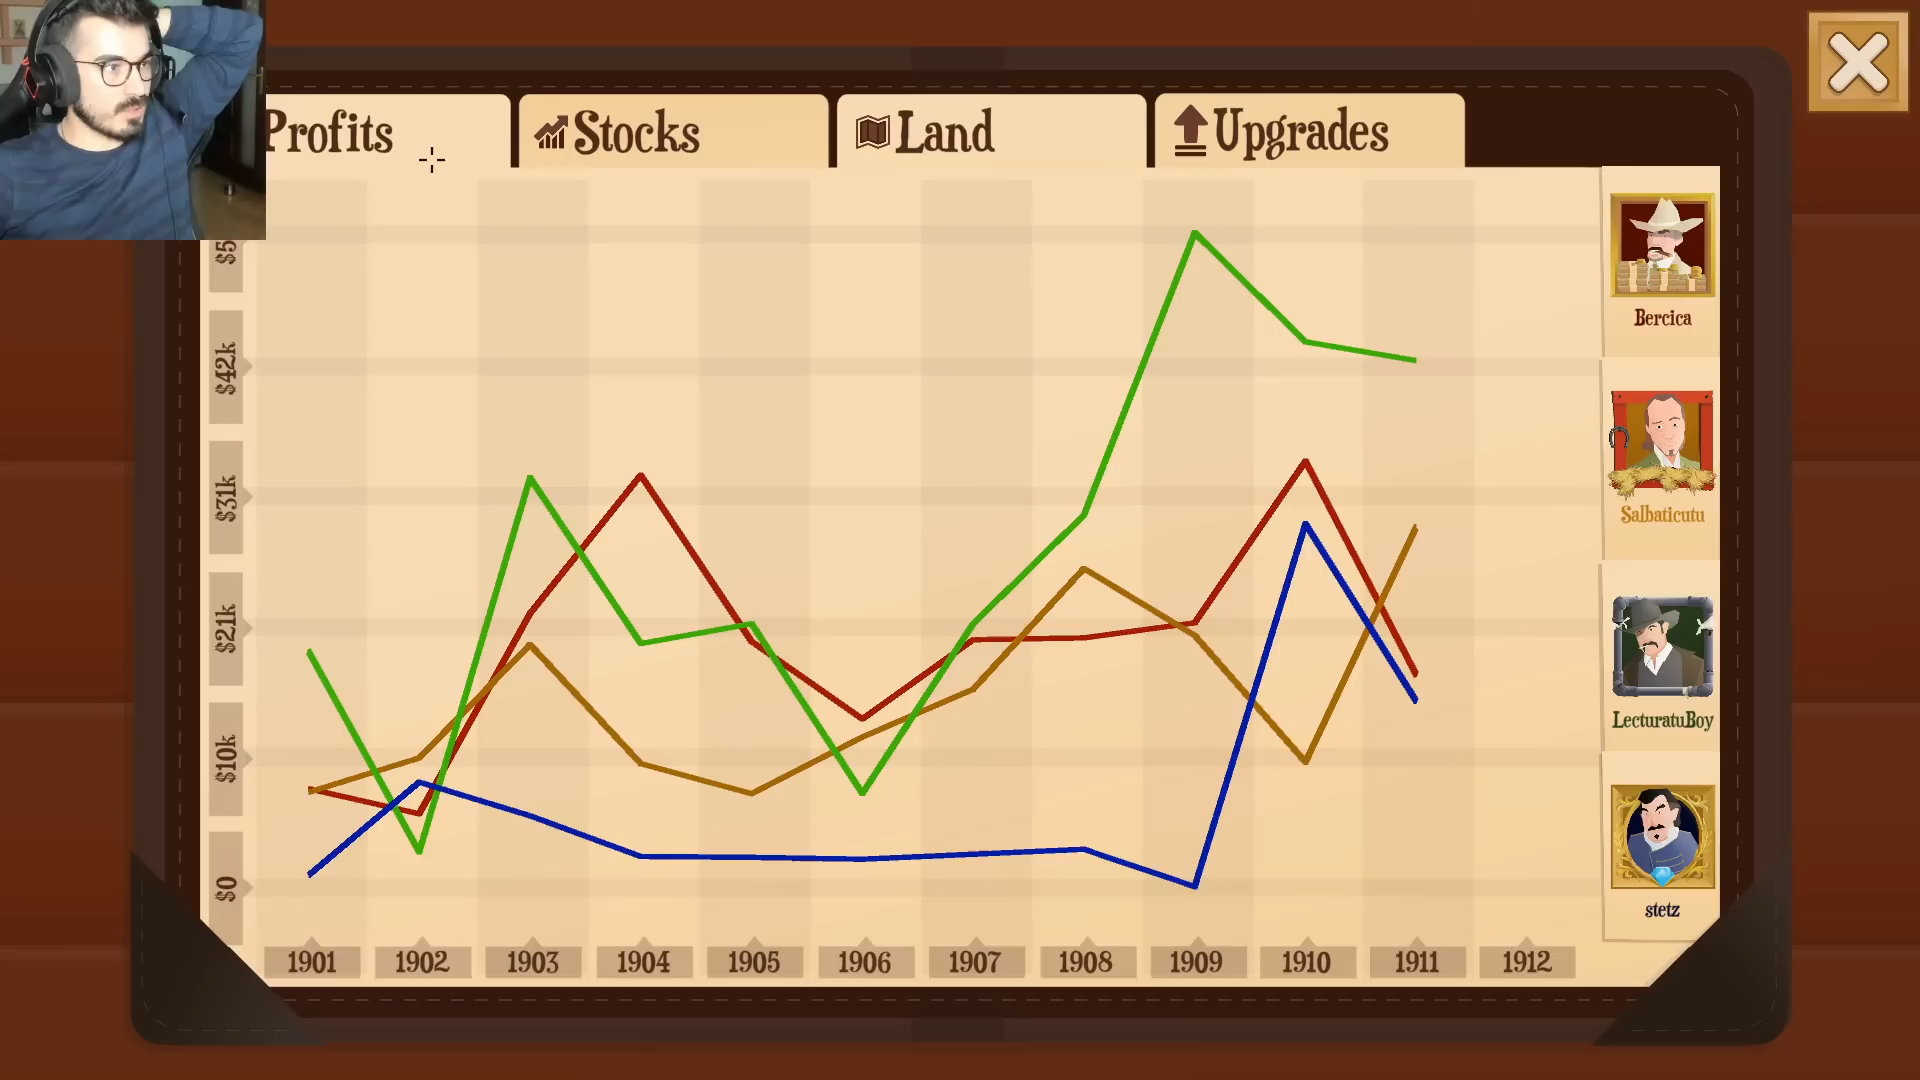 Profits
Stocks
Land
Upgrades
$42k
$31k
$21k
$10k
$0
1901
1902
1903
1904
1905
1906
1907
1908
1909
1910
1911
1912
Bercica
Salbaticutu
LecturatuBoy
stetz